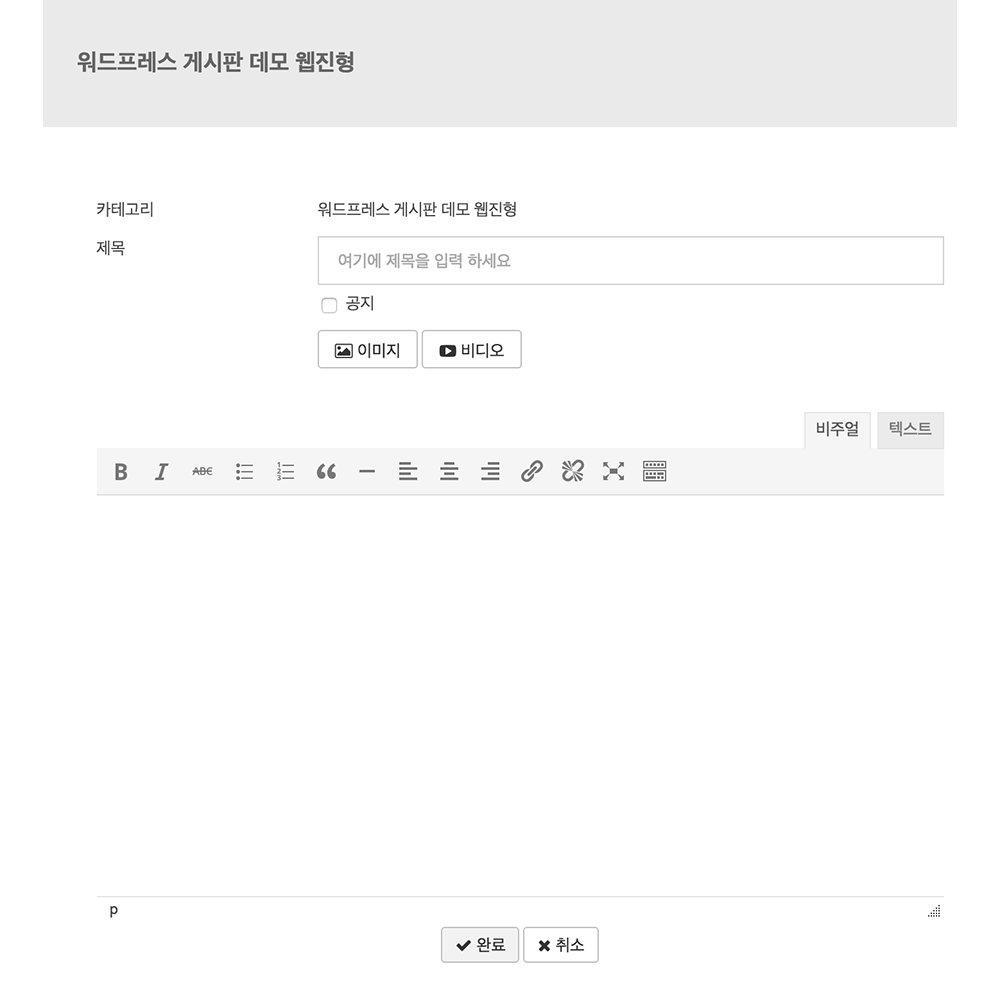 워드프레스 게시판 데모 웹진형
카테고리
워드프레스 게시판 데모 웹진형
제목
여기에 제목을 입력 하세요
공지
이미지 비디오
비주얼 텍스트
B I ABC
p
완료 취소